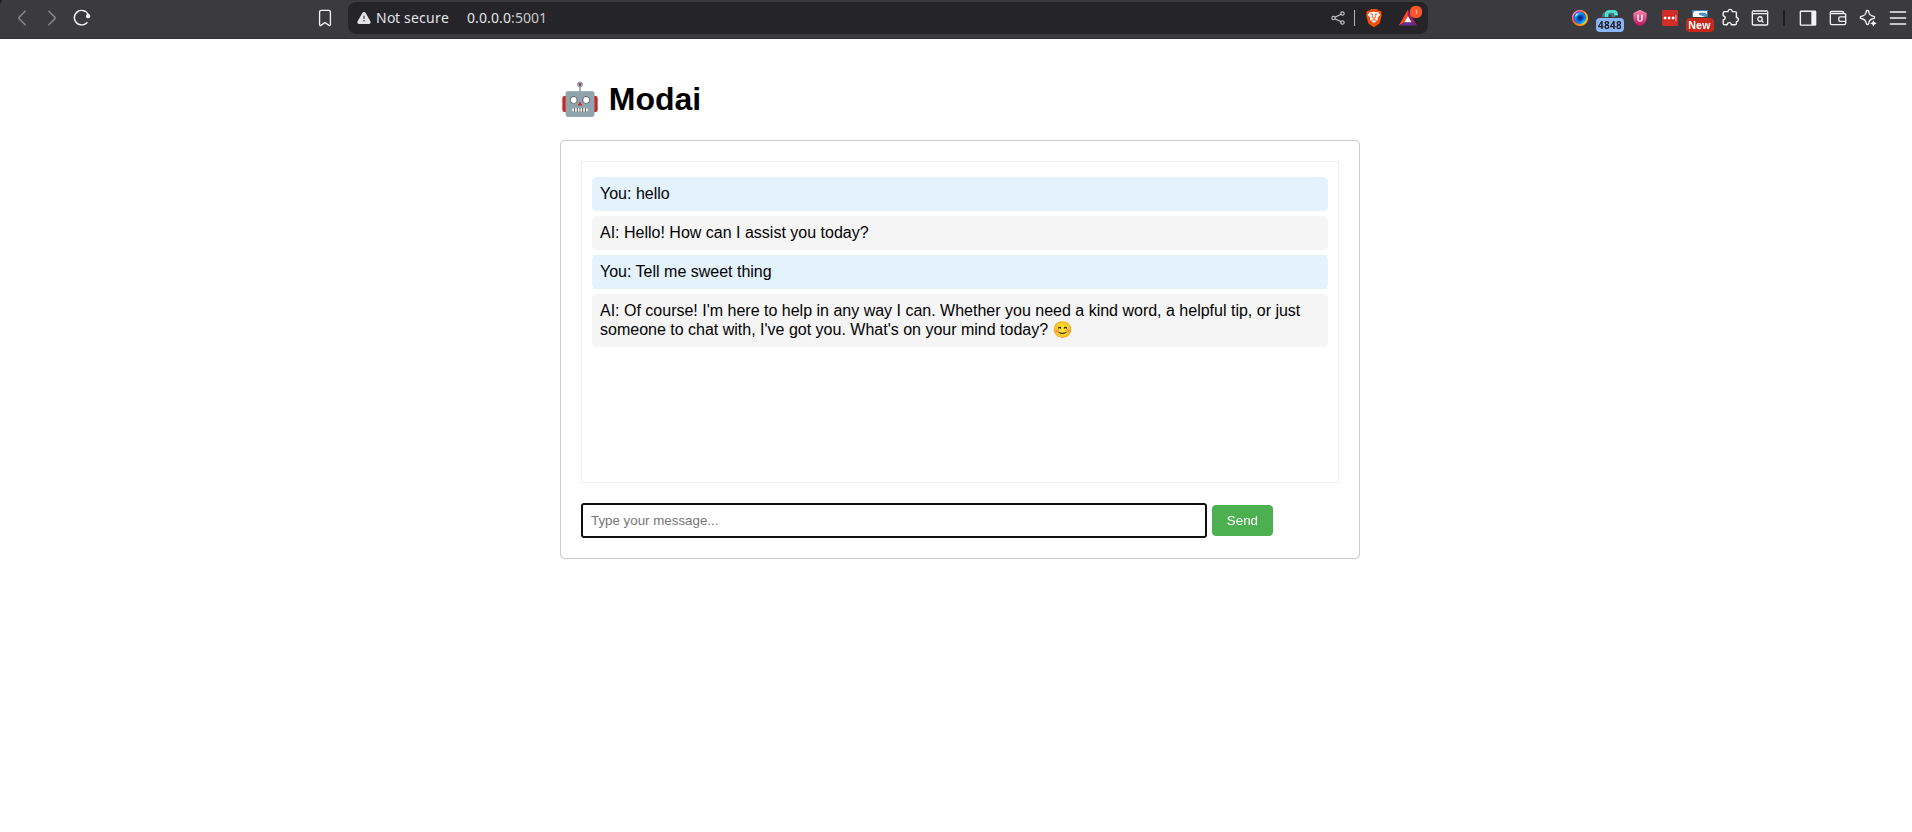 Not secure 0.0.0.0:5001
4848
New
🤖 Modai
You: hello
AI: Hello! How can I assist you today?
You: Tell me sweet thing
AI: Of course! I'm here to help in any way I can. Whether you need a kind word, a helpful tip, or just
someone to chat with, I've got you. What's on your mind today? 😊
Type your message...
Send